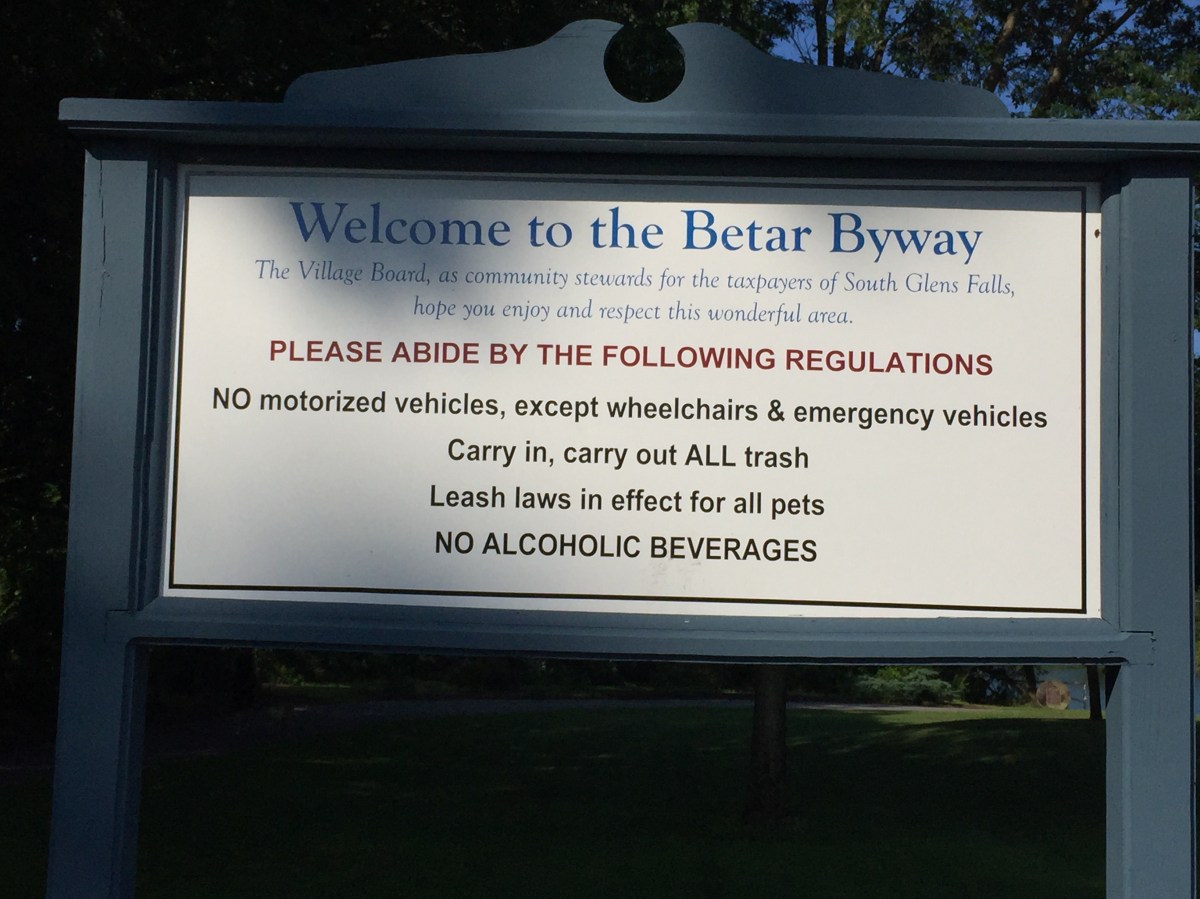 Welcome to the Betar Byway
The Village Board, as community stewards for the taxpayers of South Glens Falls,
hope you enjoy and respect this wonderful area.
PLEASE ABIDE BY THE FOLLOWING REGULATIONS
NO motorized vehicles, except wheelchairs & emergency vehicles
Carry in, carry out ALL trash
Leash laws in effect for all pets
NO ALCOHOLIC BEVERAGES